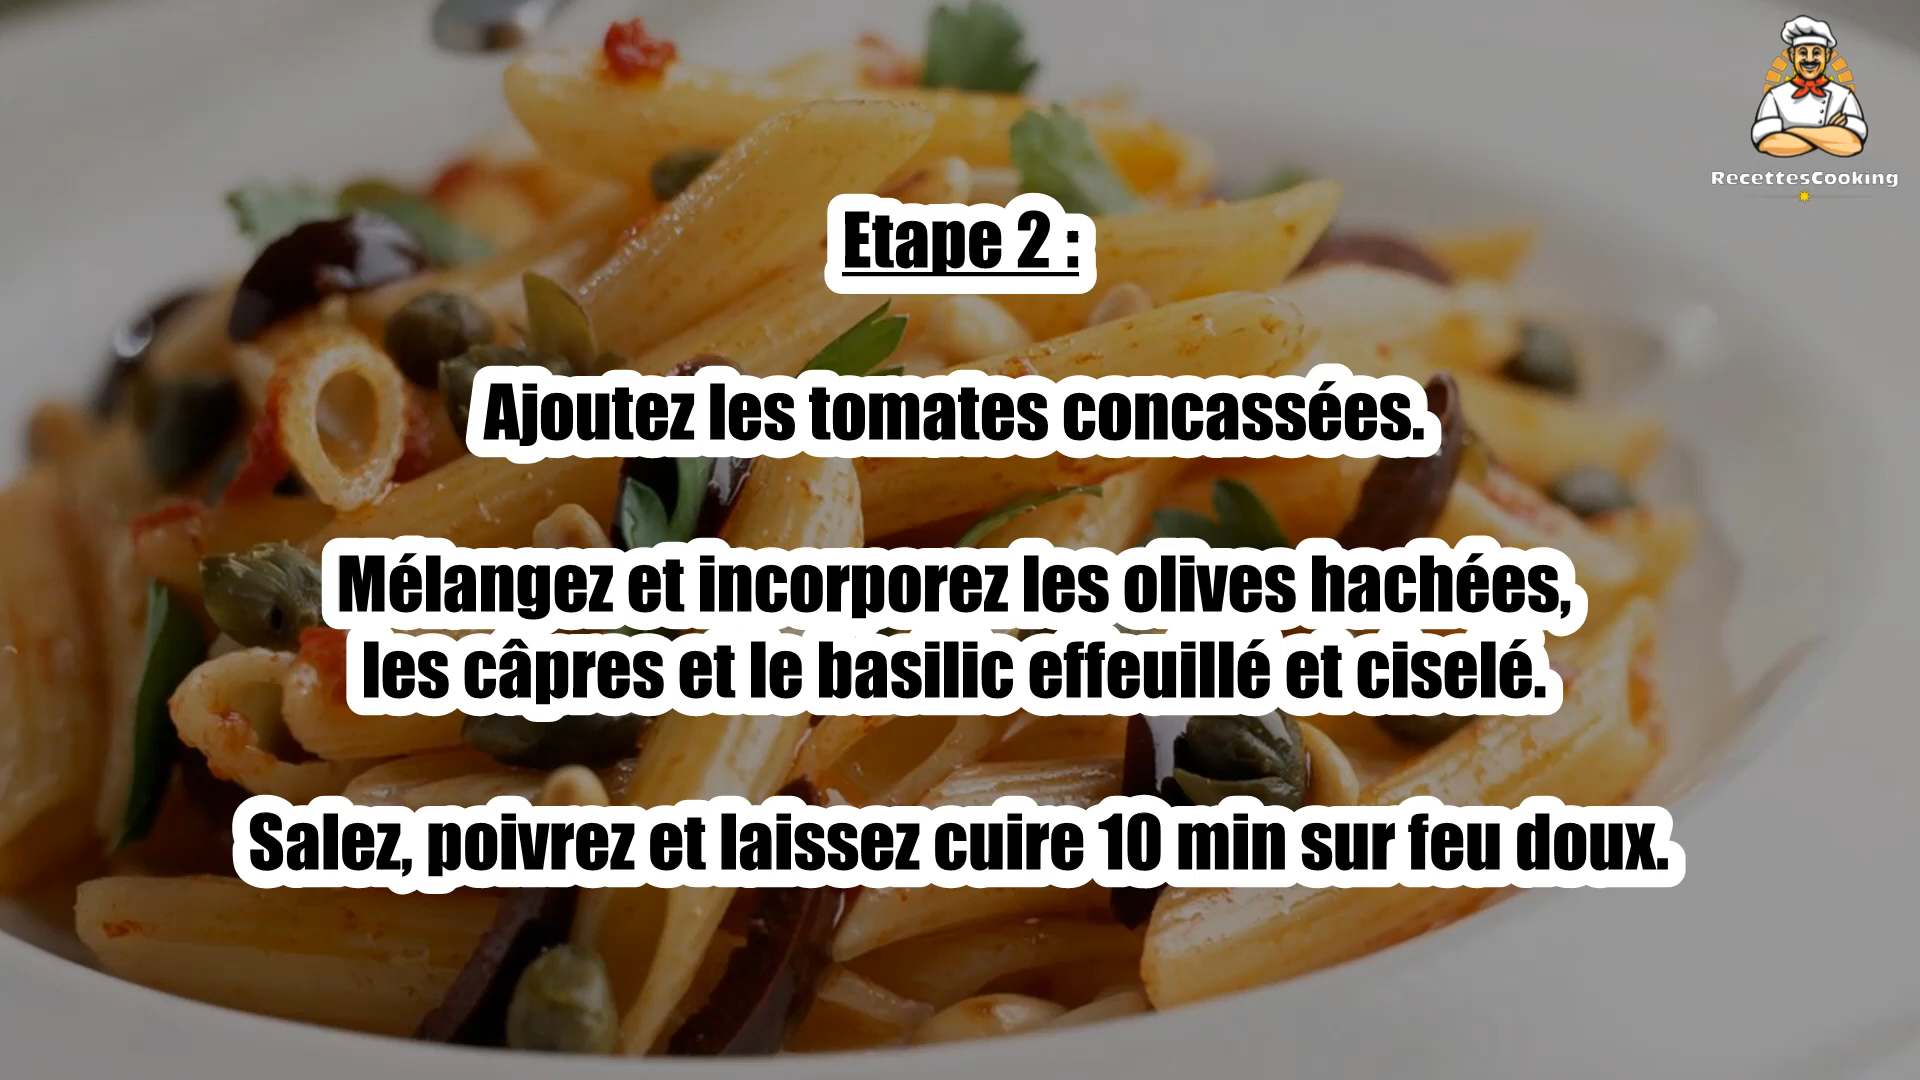 RecettesCooking
Etape 2 :
Ajoutez les tomates concassées.
Mélangez et incorporez les olives hachées,
les câpres et le basilic effeuillé et ciselé.
Salez, poivrez et laissez cuire 10 min sur feu doux.